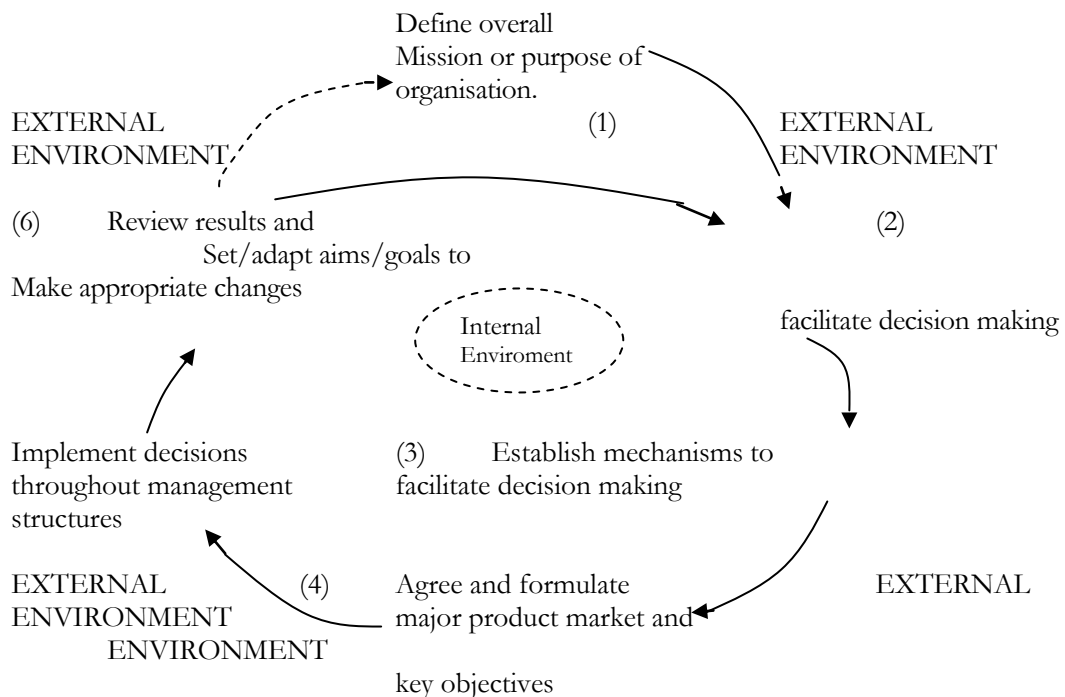 Define overall
Mission or purpose of
organisation.
EXTERNAL (1) EXTERNAL
ENVIRONMENT ENVIRONMENT
(6) Review results and (2)
Set/adapt aims/goals to
Make appropriate changes
Internal
Enviroment
facilitate decision making
Implement decisions (3) Establish mechanisms to
throughout management facilitate decision making
structures
EXTERNAL (4) Agree and formulate EXTERNAL
ENVIRONMENT major product market and
ENVIRONMENT
key objectives